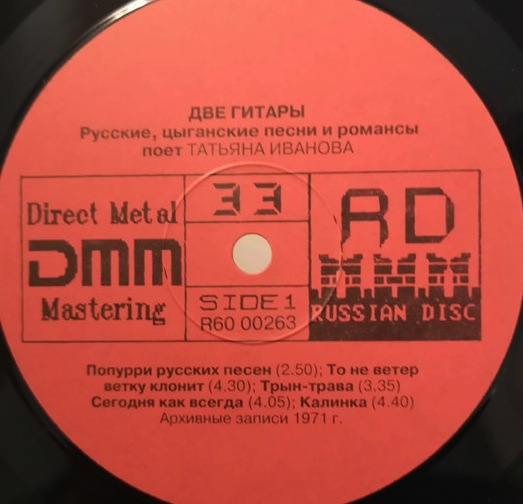 ДВЕ ГИТАРЫ
Русские, цыганские песни и романсы
поет ТАТЬЯНА ИВАНОВА
Direct Metal
DMM
Mastering
33
SIDE 1
R60 00263
RD
RUSSIAN DISC
Попурри русских песен (2.50); То не ветер
ветку клонит (4.30); Трын-трава (3.35)
Сегодня как всегда (4.05); Калинка (4.40)
Архивные записи 1971 г.